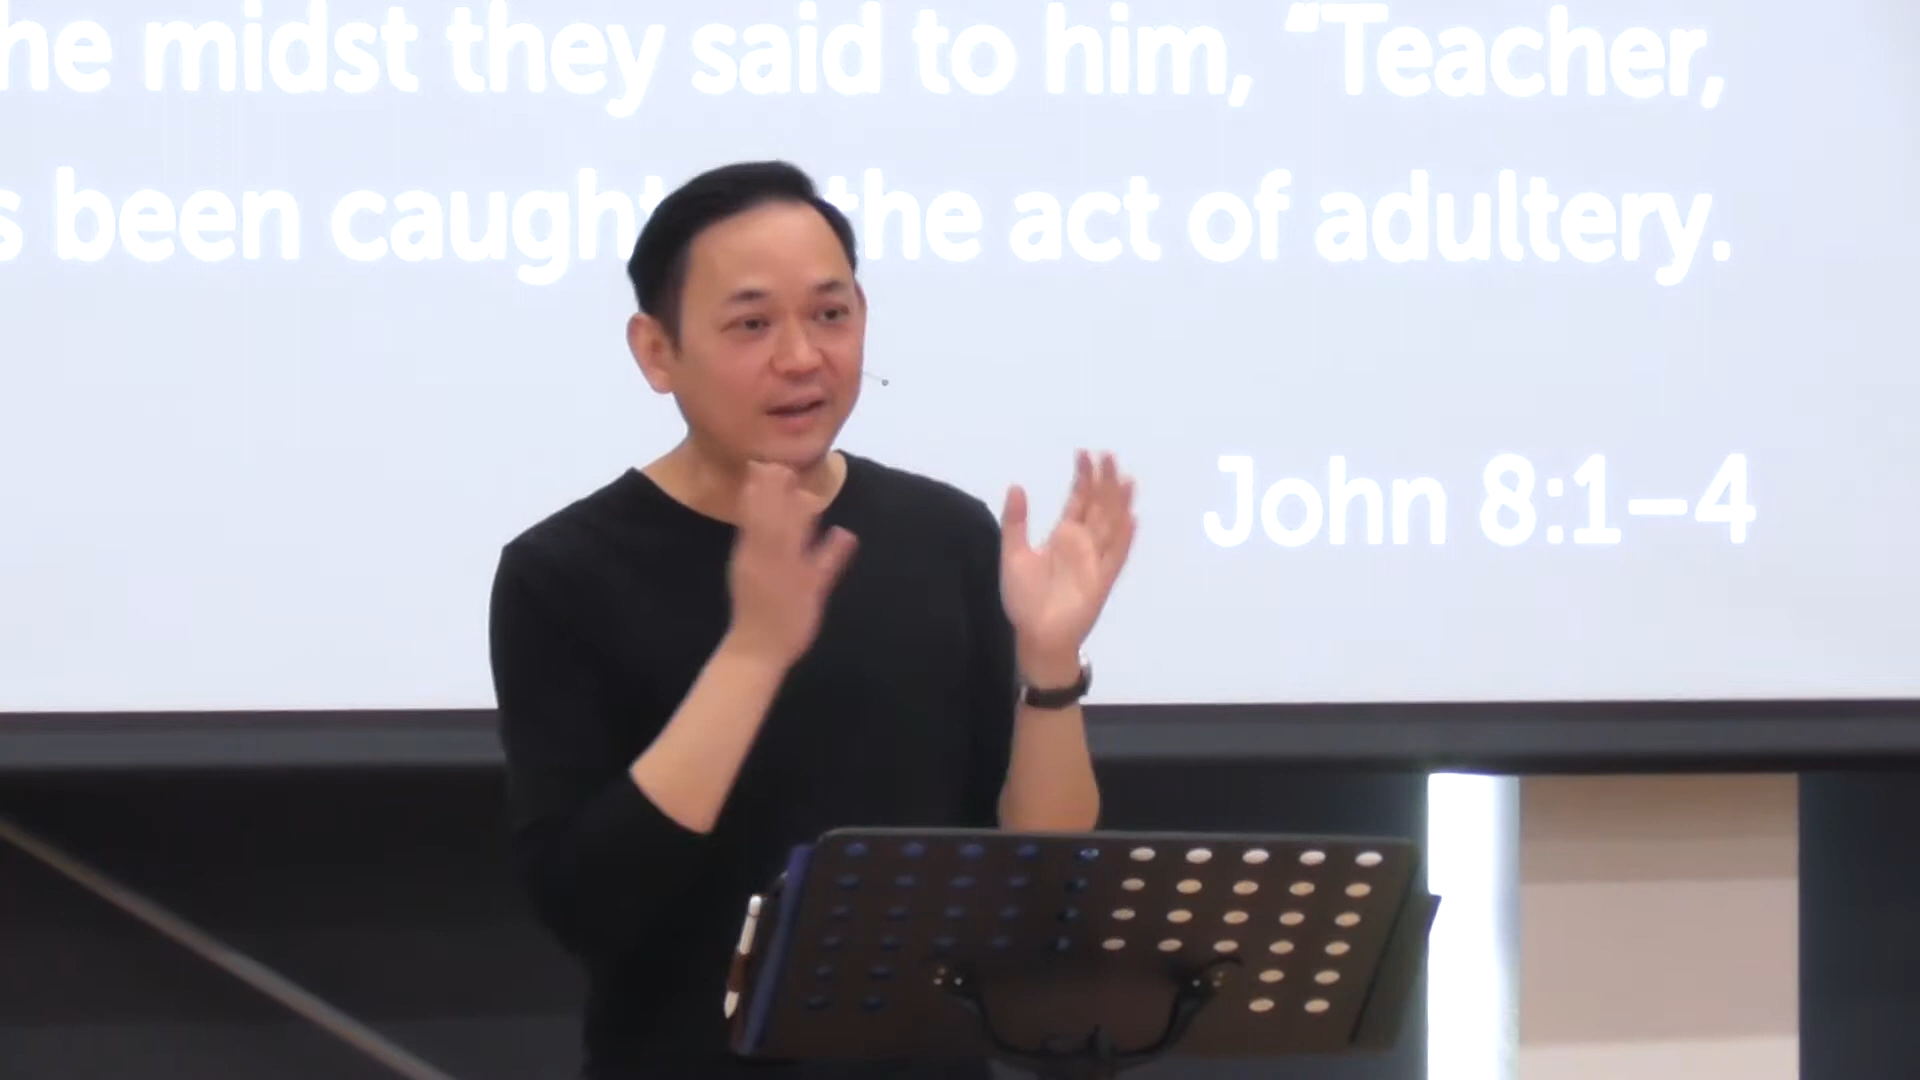 he midst they said to him, “Teacher,
s been caught the act of adultery.
John 8:1–4